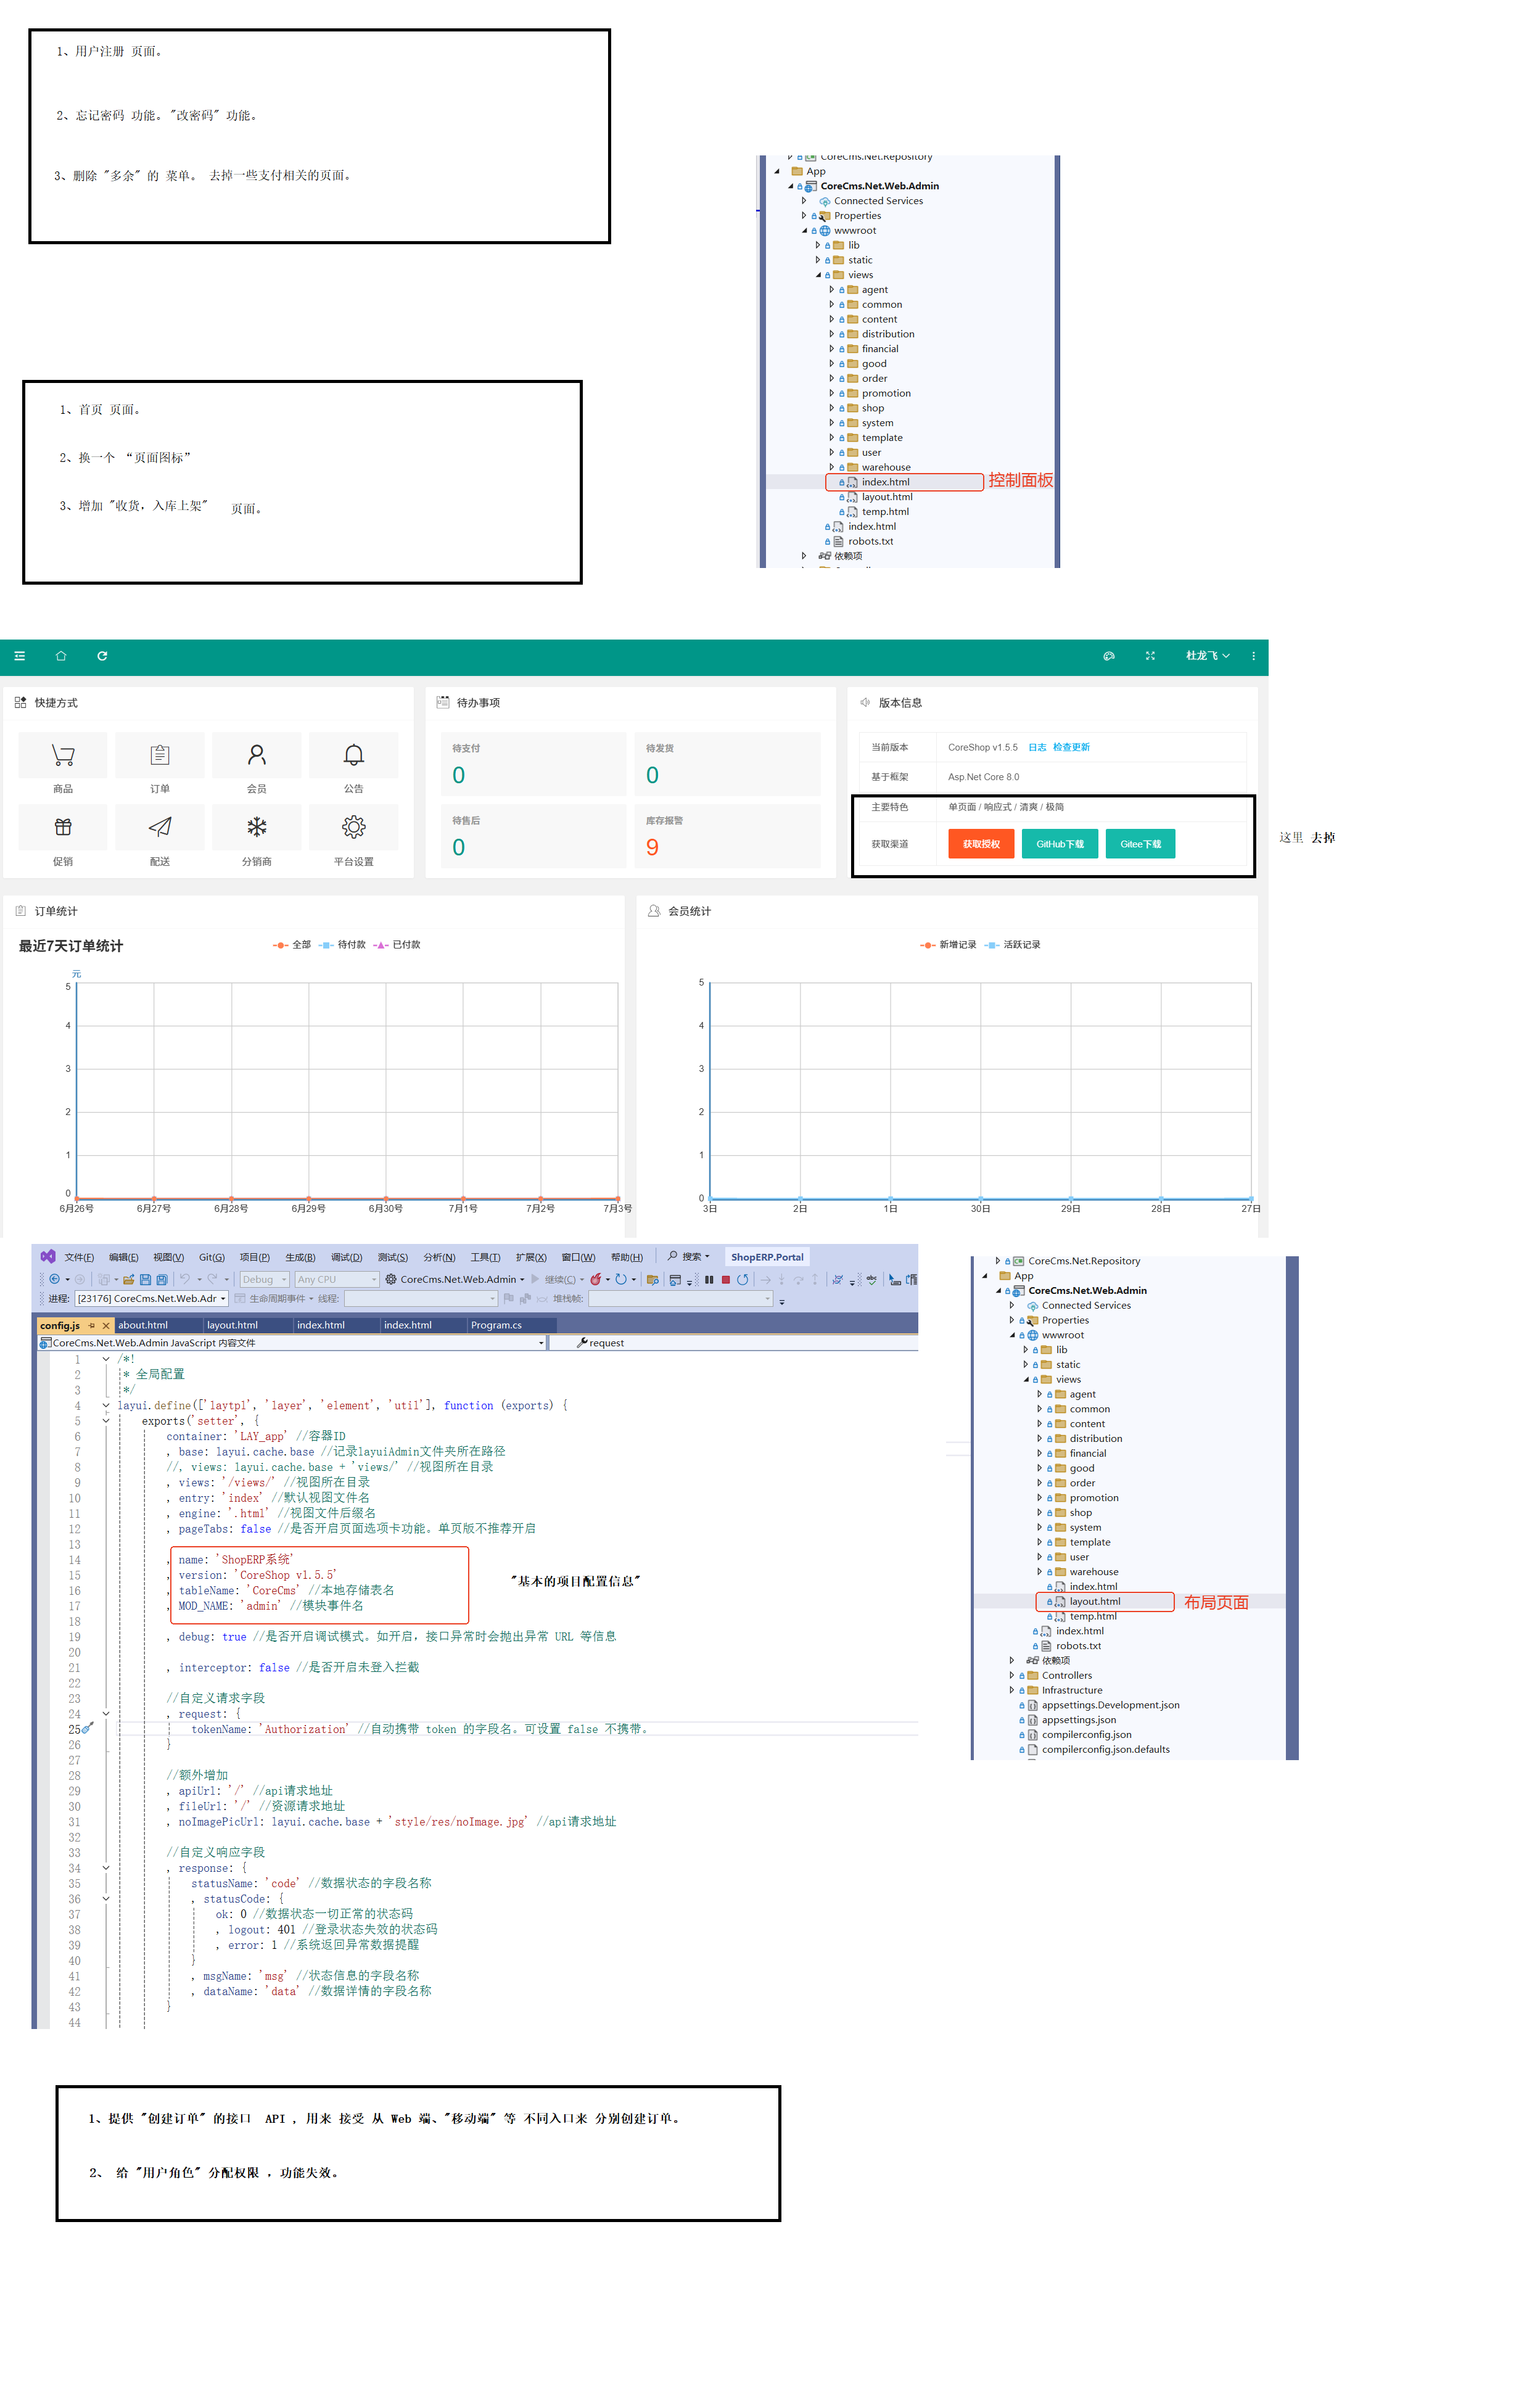 1、用户注册 页面。
2、忘记密码 功能。"改密码" 功能。
3、删除 "多余" 的 菜单。 去掉一些支付相关的页面。
CoreCms.Net.Repository
App
CoreCms.Net.Web.Admin
Connected Services
Properties
wwwroot
lib
static
views
agent
common
content
distribution
financial
good
order
promotion
shop
system
template
user
warehouse
index.html 控制面板
layout.html
temp.html
index.html
robots.txt
依赖项
1、首页 页面。
2、换一个 “页面图标”
3、增加 "收货，入库上架" 页面。
杜龙飞
快捷方式
商品 订单 会员 公告
促销 配送 分销商 平台设置
待办事项
待支付 待发货
0 0
待售后 库存报警
0 9
版本信息
当前版本 CoreShop v1.5.5 日志 检查更新
基于框架 Asp.Net Core 8.0
主要特色 单页面 / 响应式 / 清爽 / 极简
获取渠道 获取授权 GitHub下载 Gitee下载
这里 去掉
订单统计
最近7天订单统计 全部 待付款 已付款
元
5
4
3
2
1
0
6月26号 6月27号 6月28号 6月29号 6月30号 7月1号 7月2号 7月3号
会员统计
新增记录 活跃记录
5
4
3
2
1
0
3日 2日 1日 30日 29日 28日 27日
文件(F) 编辑(E) 视图(V) Git(G) 项目(P) 生成(B) 调试(D) 测试(S) 分析(N) 工具(T) 扩展(X) 窗口(W) 帮助(H) 搜索 ShopERP.Portal
Debug Any CPU CoreCms.Net.Web.Admin 继续(C)
进程: [23176] CoreCms.Net.Web.Adr 生命周期事件 线程: 堆栈帧:
config.js about.html layout.html index.html index.html Program.cs
CoreCms.Net.Web.Admin JavaScript 内容文件 request
1 /*!
2 * 全局配置
3 */
4 layui.define(['laytpl', 'layer', 'element', 'util'], function (exports) {
5 exports('setter', {
6 container: 'LAY_app' //容器ID
7 , base: layui.cache.base //记录layuiAdmin文件夹所在路径
8 //, views: layui.cache.base + 'views/' //视图所在目录
9 , views: '/views/' //视图所在目录
10 , entry: 'index' //默认视图文件名
11 , engine: '.html' //视图文件后缀名
12 , pageTabs: false //是否开启页面选项卡功能。单页版不推荐开启
13
14 , name: 'ShopERP系统'
15 , version: 'CoreShop v1.5.5'
16 , tableName: 'CoreCms' //本地存储表名
17 , MOD_NAME: 'admin' //模块事件名
18
"基本的项目配置信息"
19 , debug: true //是否开启调试模式。如开启，接口异常时会抛出异常 URL 等信息
20
21 , interceptor: false //是否开启未登入拦截
22
23 //自定义请求字段
24 , request: {
25 tokenName: 'Authorization' //自动携带 token 的字段名。可设置 false 不携带。
26 }
27
28 //额外增加
29 , apiUrl: '/' //api请求地址
30 , fileUrl: '/' //资源请求地址
31 , noImagePicUrl: layui.cache.base + 'style/res/noImage.jpg' //api请求地址
32
33 //自定义响应字段
34 , response: {
35 statusName: 'code' //数据状态的字段名称
36 , statusCode: {
37 ok: 0 //数据状态一切正常的状态码
38 , logout: 401 //登录状态失效的状态码
39 , error: 1 //系统返回异常数据提醒
40 }
41 , msgName: 'msg' //状态信息的字段名称
42 , dataName: 'data' //数据详情的字段名称
43 }
44
CoreCms.Net.Repository
App
CoreCms.Net.Web.Admin
Connected Services
Properties
wwwroot
lib
static
views
agent
common
content
distribution
financial
good
order
promotion
shop
system
template
user
warehouse
index.html
layout.html 布局页面
temp.html
index.html
robots.txt
依赖项
Controllers
Infrastructure
appsettings.Development.json
appsettings.json
compilerconfig.json
compilerconfig.json.defaults
1、提供 "创建订单" 的接口 API ，用来 接受 从 Web 端、"移动端" 等 不同入口来 分别创建订单。
2、 给 "用户角色" 分配权限 ，功能失效。